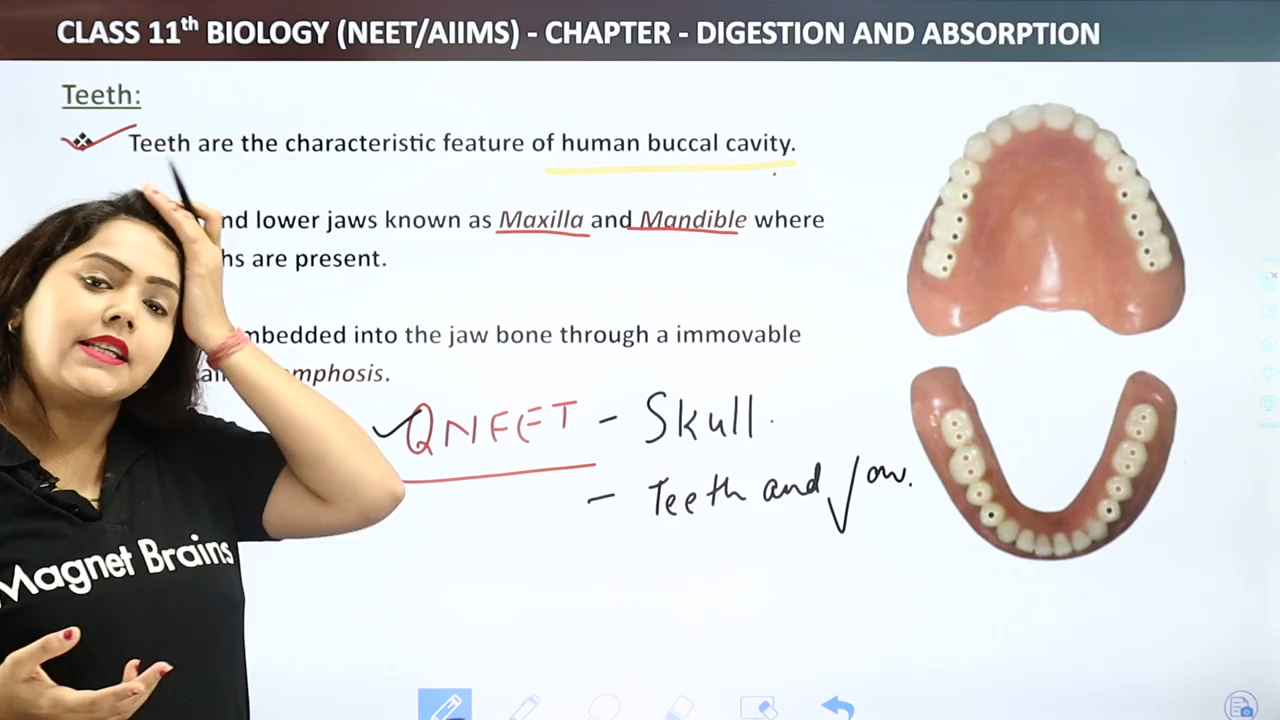 CLASS 11th BIOLOGY (NEET/AIIMS) - CHAPTER - DIGESTION AND ABSORPTION
Teeth:
❖ Teeth are the characteristic feature of human buccal cavity.
nd lower jaws known as Maxilla and Mandible where
hs are present.
mbedded into the jaw bone through a immovable
mphosis.
QNEET - Skull.
- Teeth and Jaw.
Magnet Brains